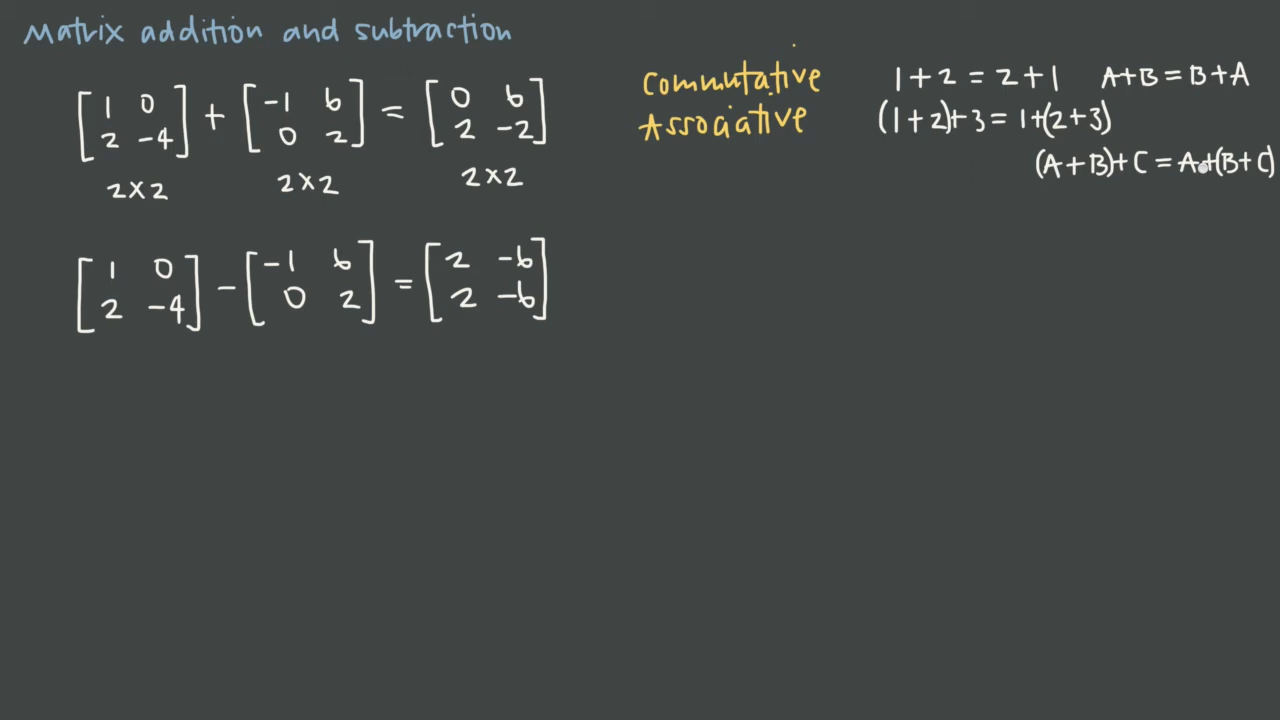 Matrix addition and subtraction
[1 0] + [-1 6] = [0 6]
[2 -4] [0 2] [2 -2]
2x2 2x2 2x2
[1 0] - [-1 6] = [2 -6]
[2 -4] [0 2] [2 -6]
Commutative 1+2=2+1 A+B=B+A
Associative (1+2)+3=1+(2+3)
(A+B)+C=A+(B+C)